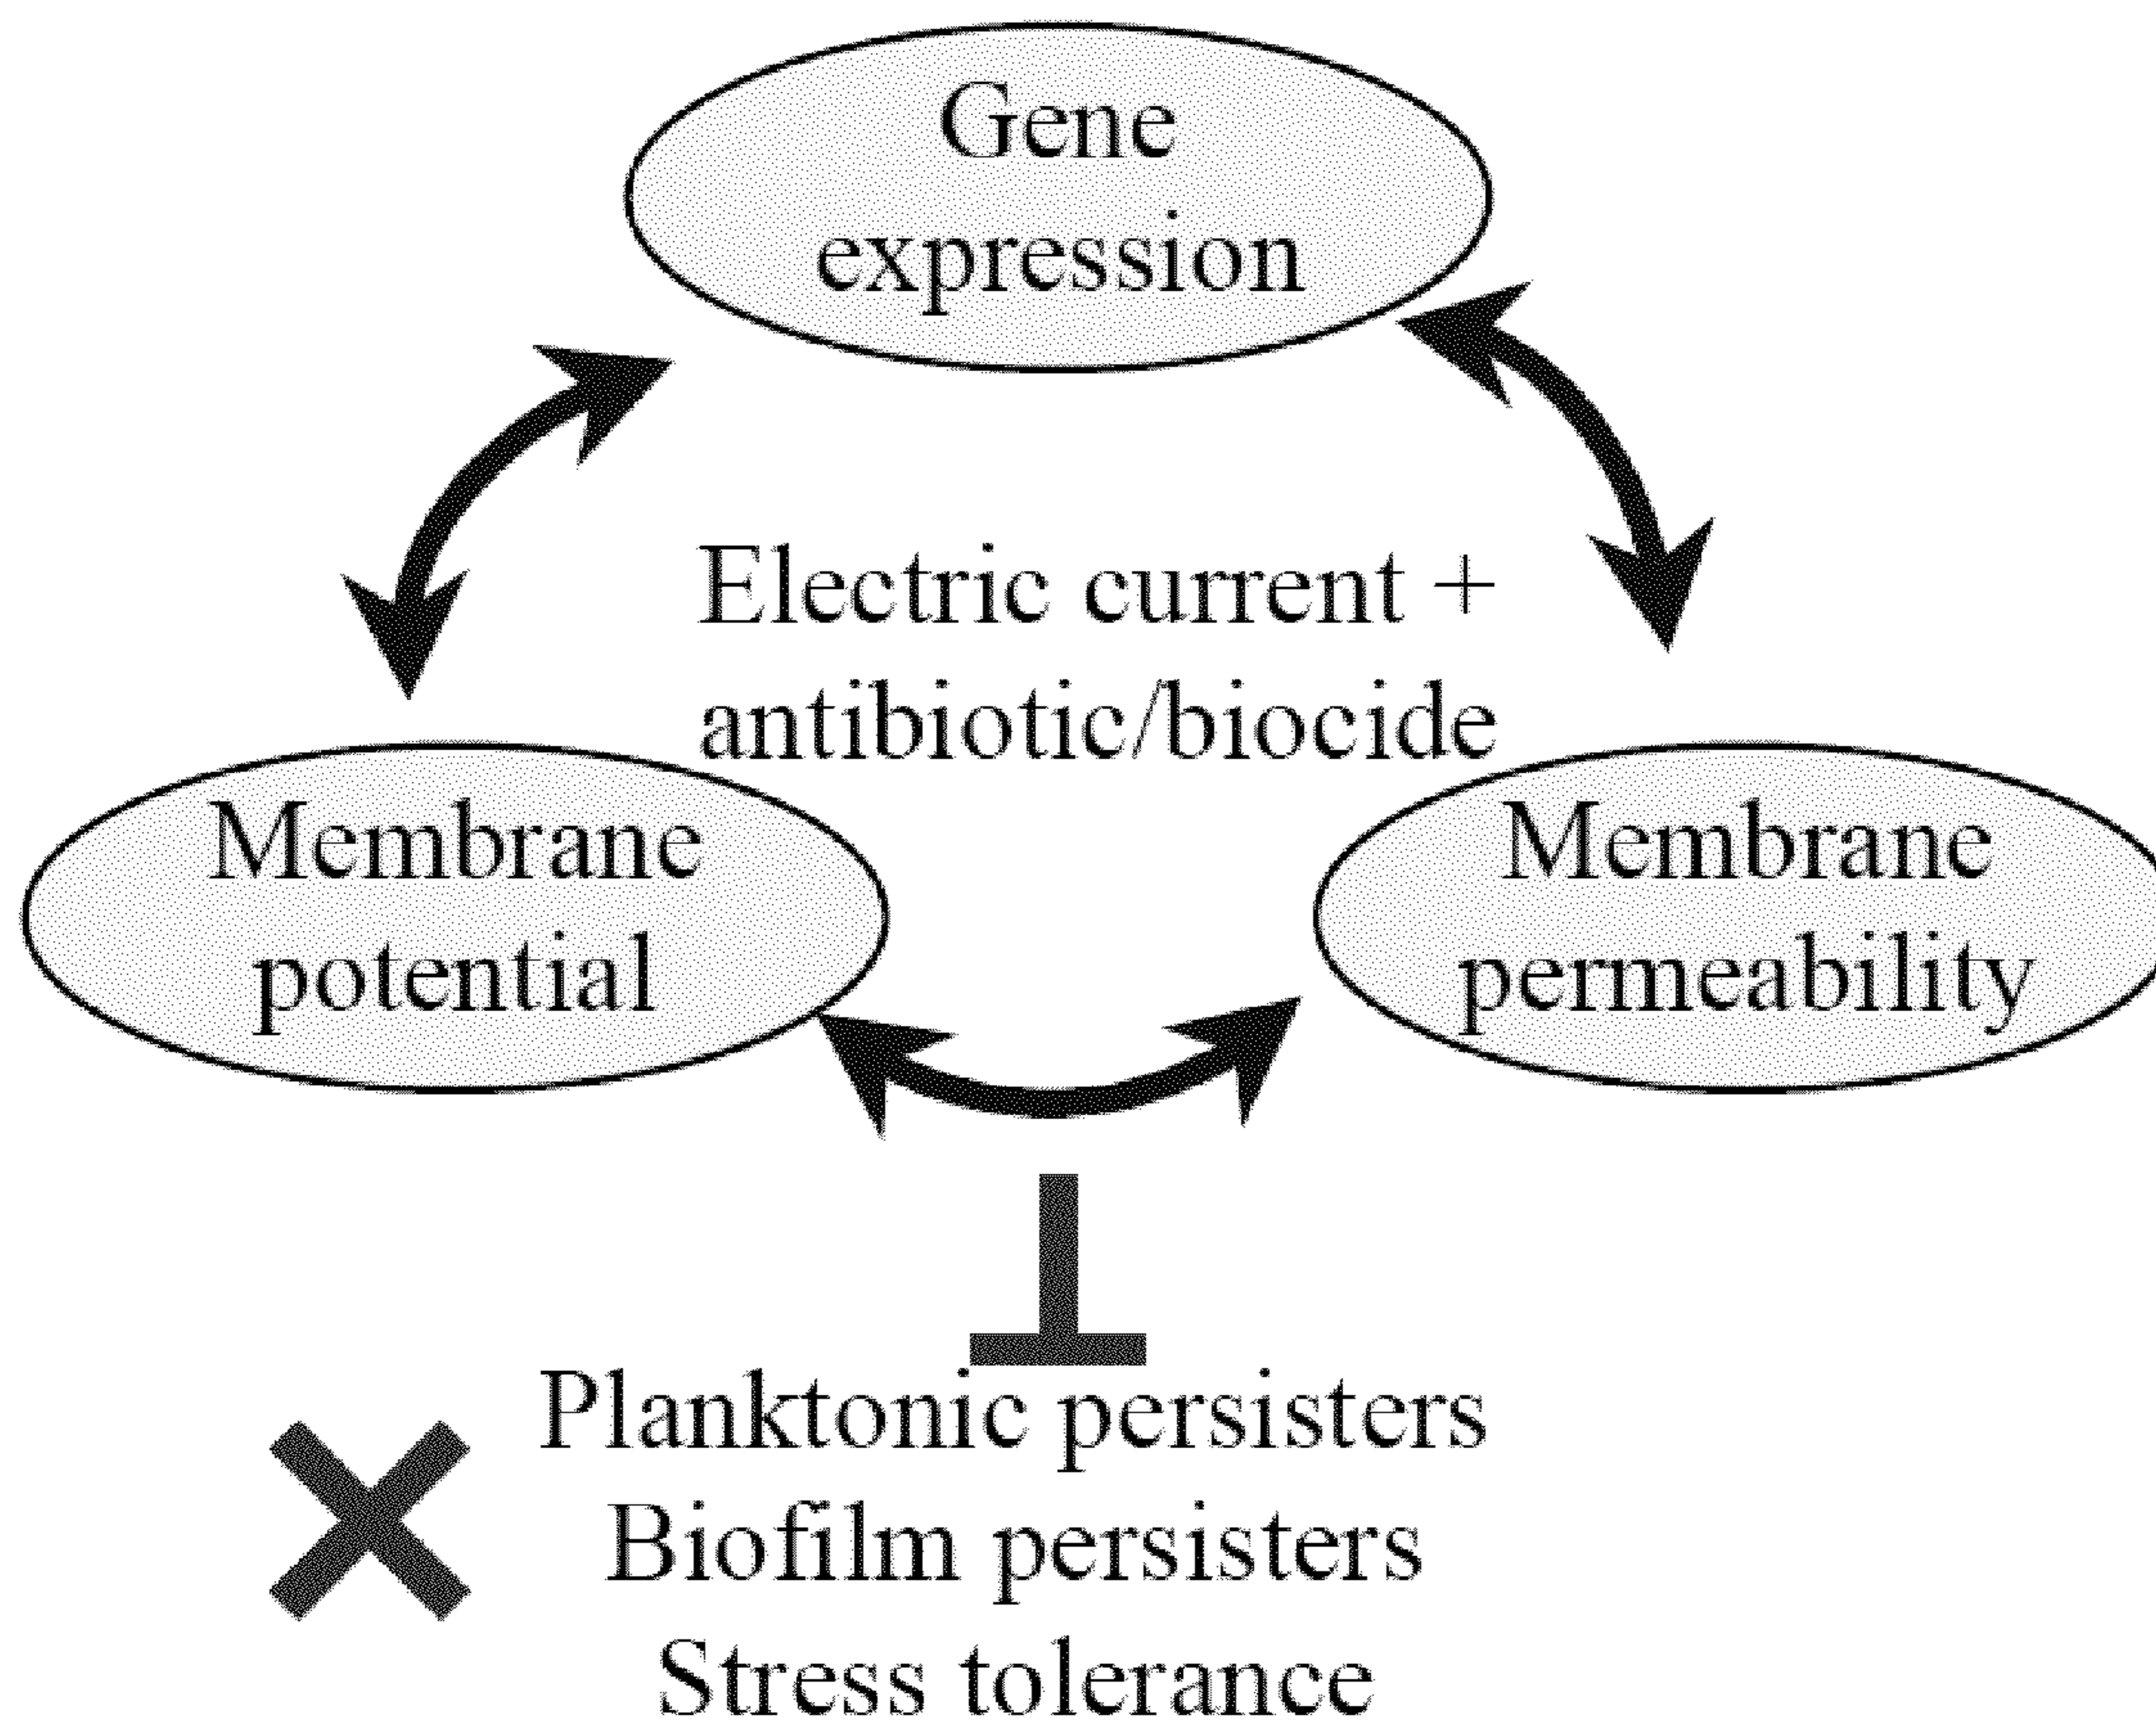 Gene
expression
Electric current +
antibiotic/biocide
Membrane
potential
Membrane
permeability
Planktonic persisters
Biofilm persisters
Stress tolerance